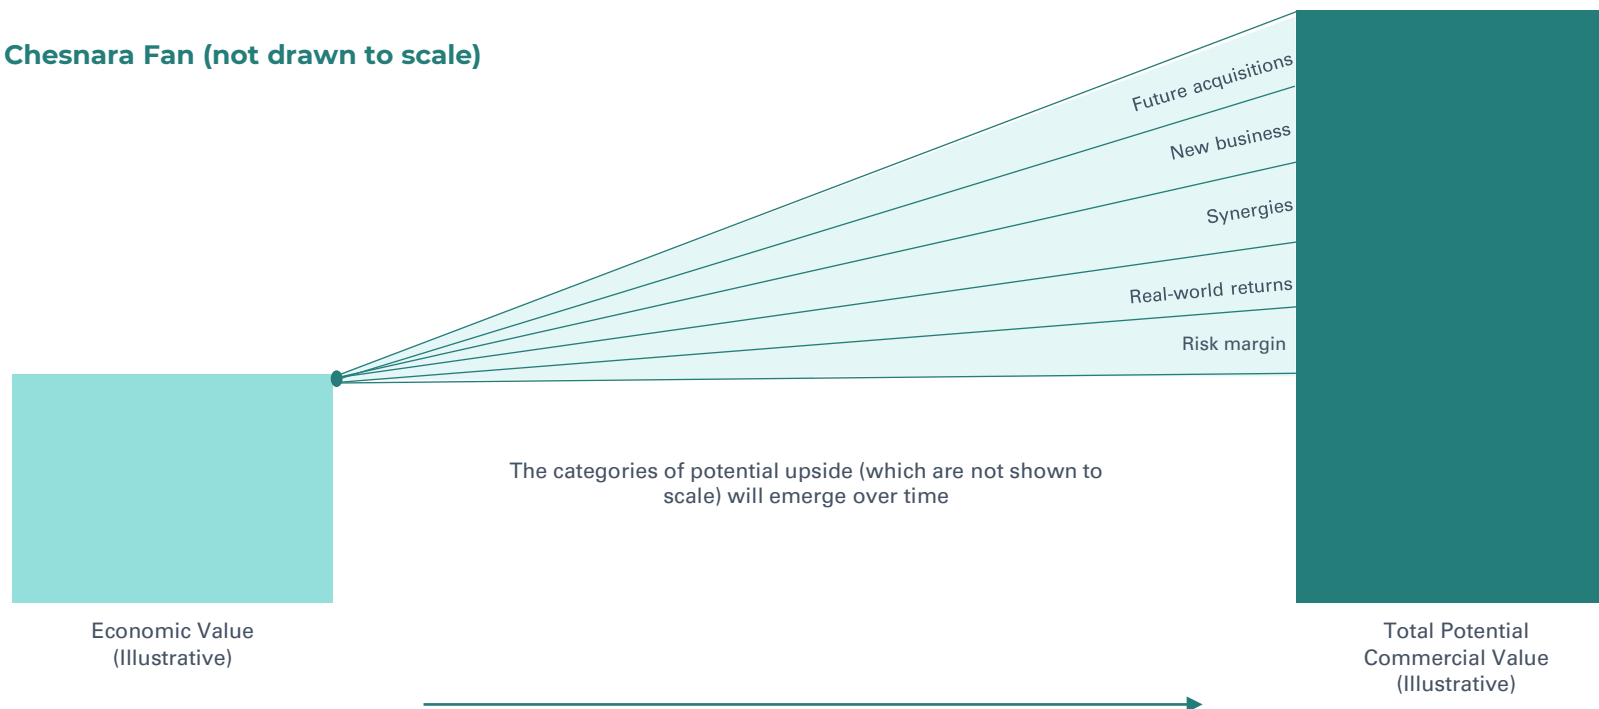 Chesnara Fan (not drawn to scale)
Future acquisitions
New business
Synergies
Real-world returns
Risk margin
The categories of potential upside (which are not shown to
scale) will emerge over time
Economic Value
(Illustrative)
Total Potential
Commercial Value
(Illustrative)